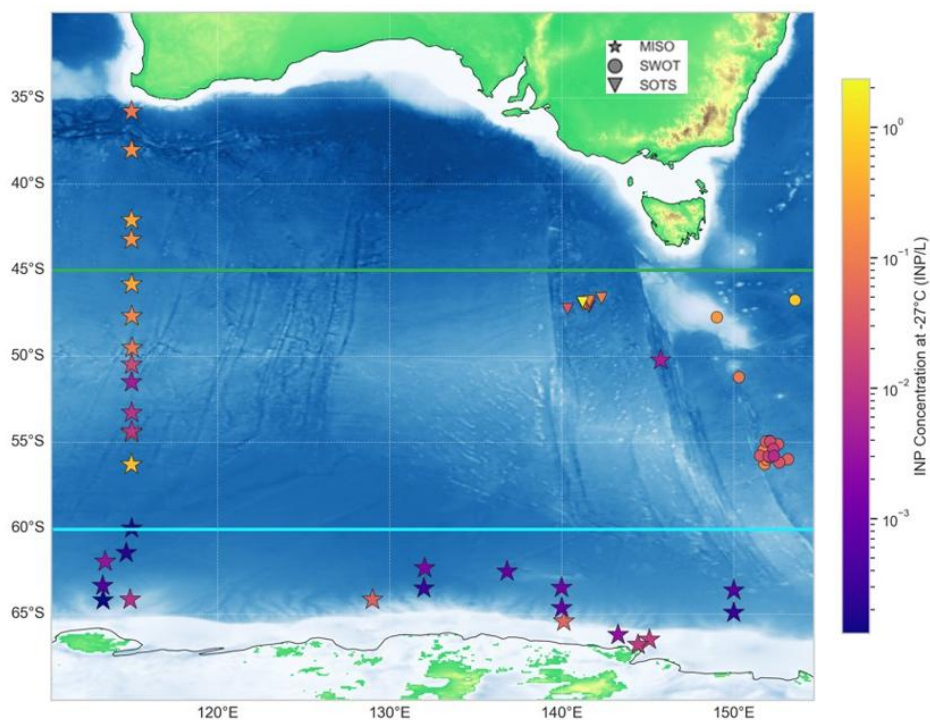 MISO
SWOT
SOTS
35°S
40°S
45°S
50°S
55°S
60°S
65°S
120°E
130°E
140°E
150°E
10⁰
10⁻¹
10⁻²
10⁻³
INP Concentration at -27°C (INP/L)